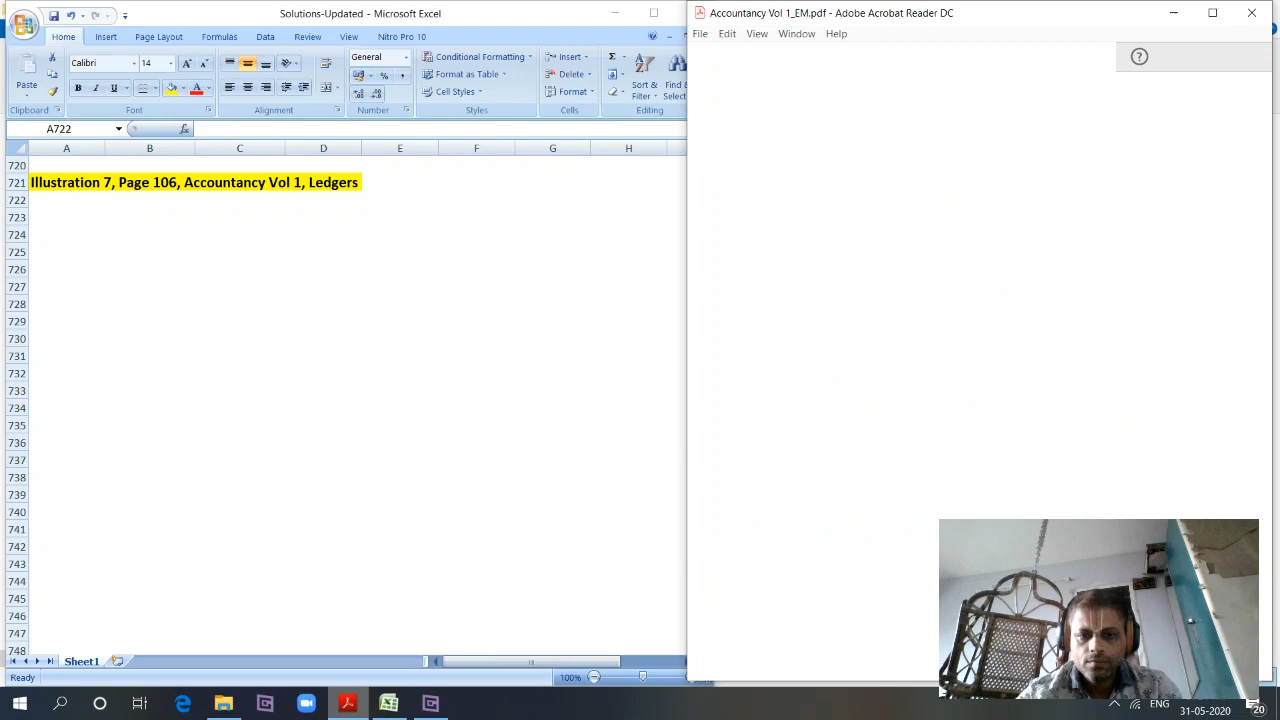 Solutions-Updated - Microsoft Excel
Home Insert Page Layout Formulas Data Review View Nitro Pro 10
Paste
Clipboard
Calibri 14
B I U
Font
Alignment
General
Number
Conditional Formatting
Format as Table
Cell Styles
Styles
Insert
Delete
Format
Cells
Sort & Filter
Find & Select
Editing
A722
fx
A B C D E F G H
720
721 Illustration 7, Page 106, Accountancy Vol 1, Ledgers
722
723
724
725
726
727
728
729
730
731
732
733
734
735
736
737
738
739
740
741
742
743
744
745
746
747
748
Sheet1
Ready
100%
Accountancy Vol 1_EM.pdf - Adobe Acrobat Reader DC
File Edit View Window Help
ENG
31-05-2020
20